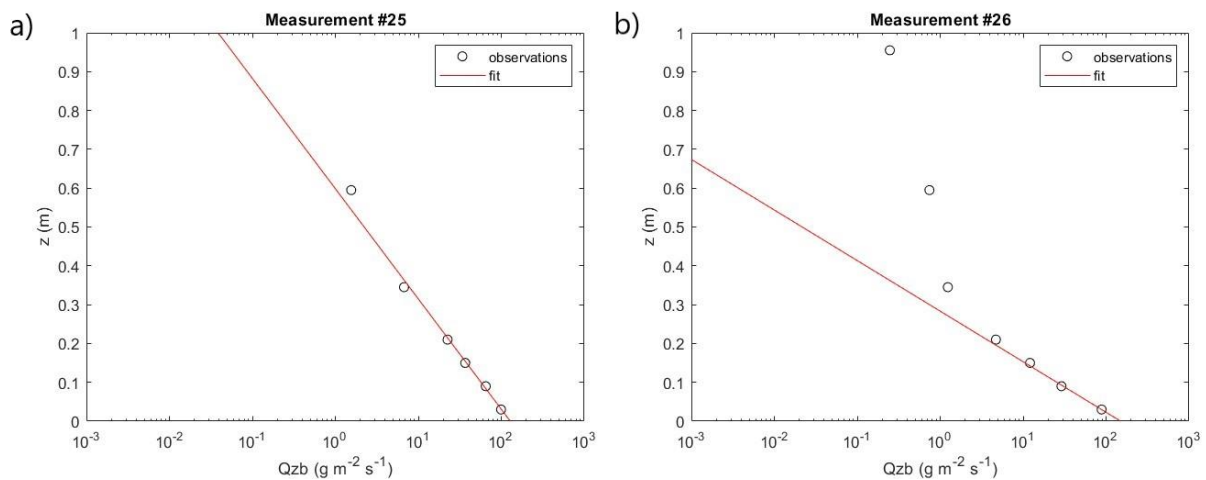 a)
Measurement #25
observations
fit
1
0.9
0.8
0.7
0.6
0.5
0.4
0.3
0.2
0.1
0
z (m)
10-3 10-2 10-1 100 101 102 103
Qzb (g m-2 s-1)
b)
Measurement #26
observations
fit
1
0.9
0.8
0.7
0.6
0.5
0.4
0.3
0.2
0.1
0
z (m)
10-3 10-2 10-1 100 101 102 103
Qzb (g m-2 s-1)